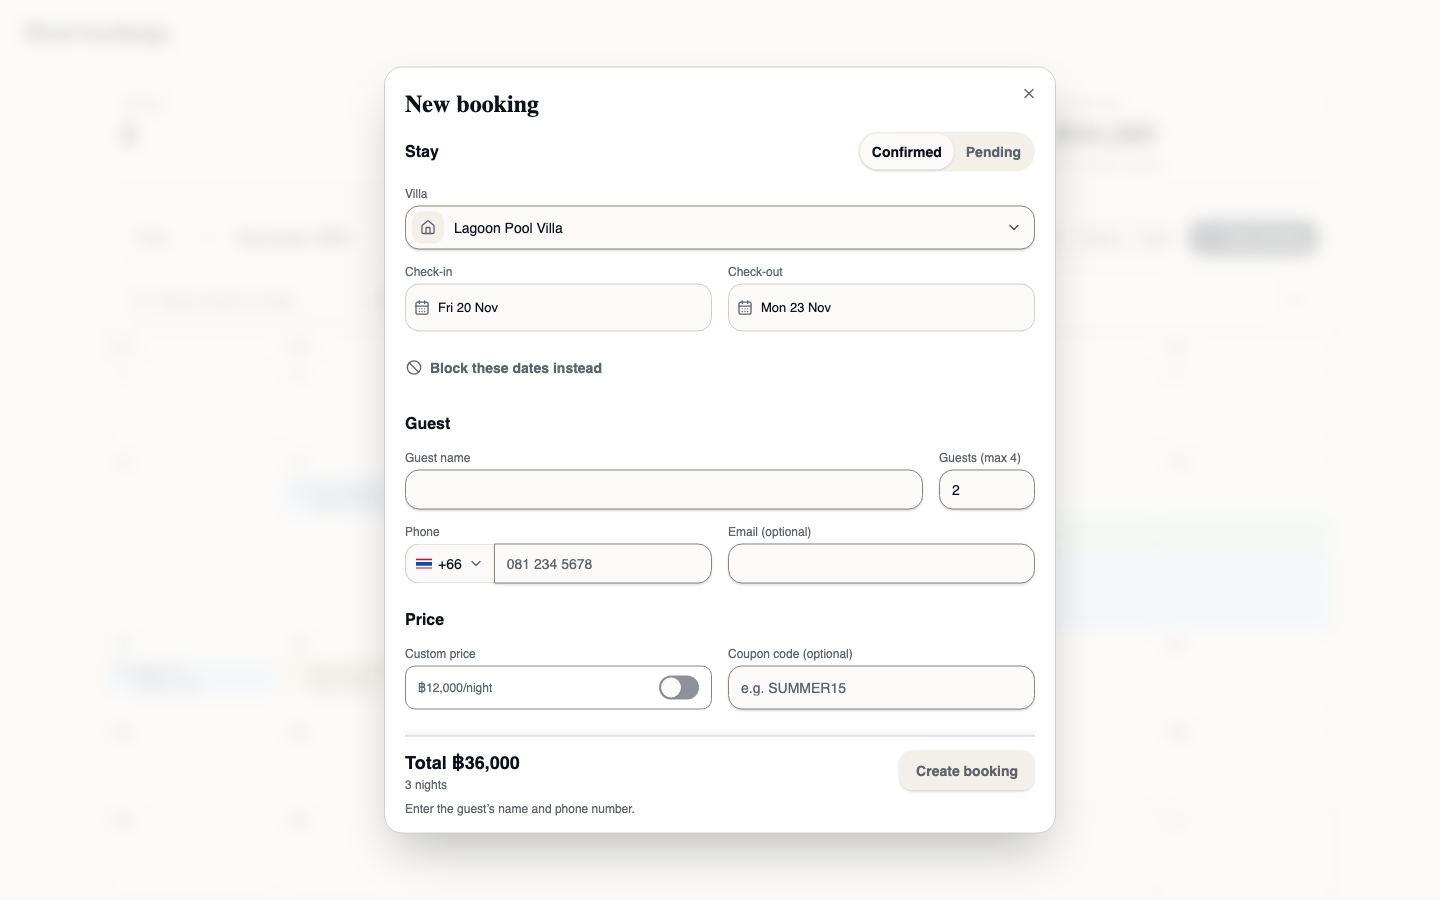 New booking
Stay
Confirmed
Pending
Villa
Lagoon Pool Villa
Check-in
Check-out
Fri 20 Nov
Mon 23 Nov
Block these dates instead
Guest
Guest name
Guests (max 4)
2
Phone
Email (optional)
+66
081 234 5678
Price
Custom price
Coupon code (optional)
฿12,000/night
e.g. SUMMER15
Total ฿36,000
Create booking
3 nights
Enter the guest’s name and phone number.